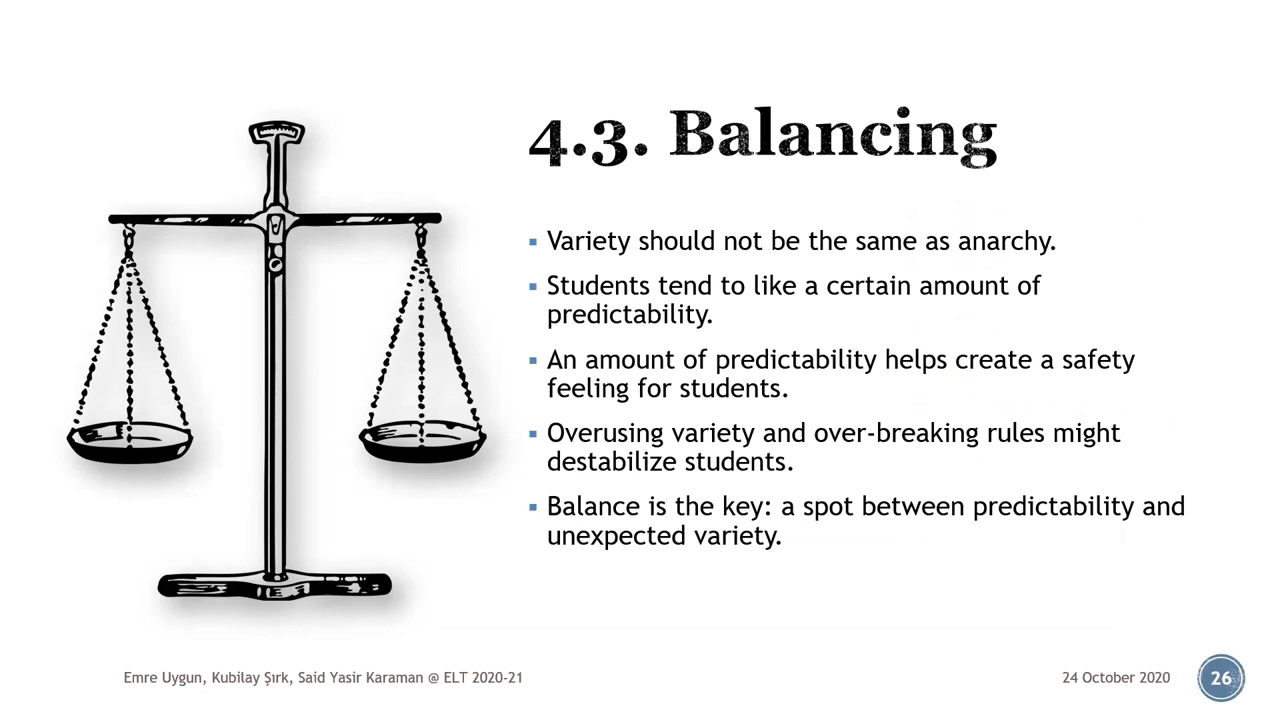 4.3. Balancing
Variety should not be the same as anarchy.
Students tend to like a certain amount of
predictability.
An amount of predictability helps create a safety
feeling for students.
Overusing variety and over-breaking rules might
destabilize students.
Balance is the key: a spot between predictability and
unexpected variety.
Emre Uygun, Kubilay Şırk, Said Yasir Karaman @ ELT 2020-21
24 October 2020
26